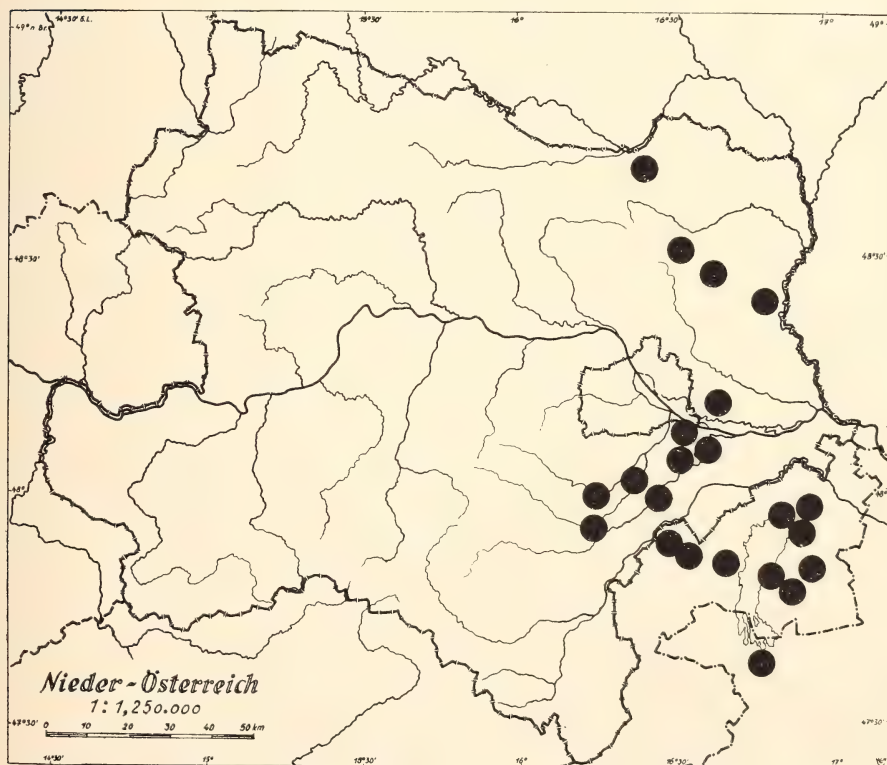 14°30' E.L. 15° 15°30' 16° 16°30' 17°
49° n Br. 49°
48°30' 48°30'
48° 48°
Nieder-Österreich
1:1,250.000
0 10 20 30 40 50 km
47°30' 47°30'
14°30' 15° 15°30' 16° 16°30' 17°